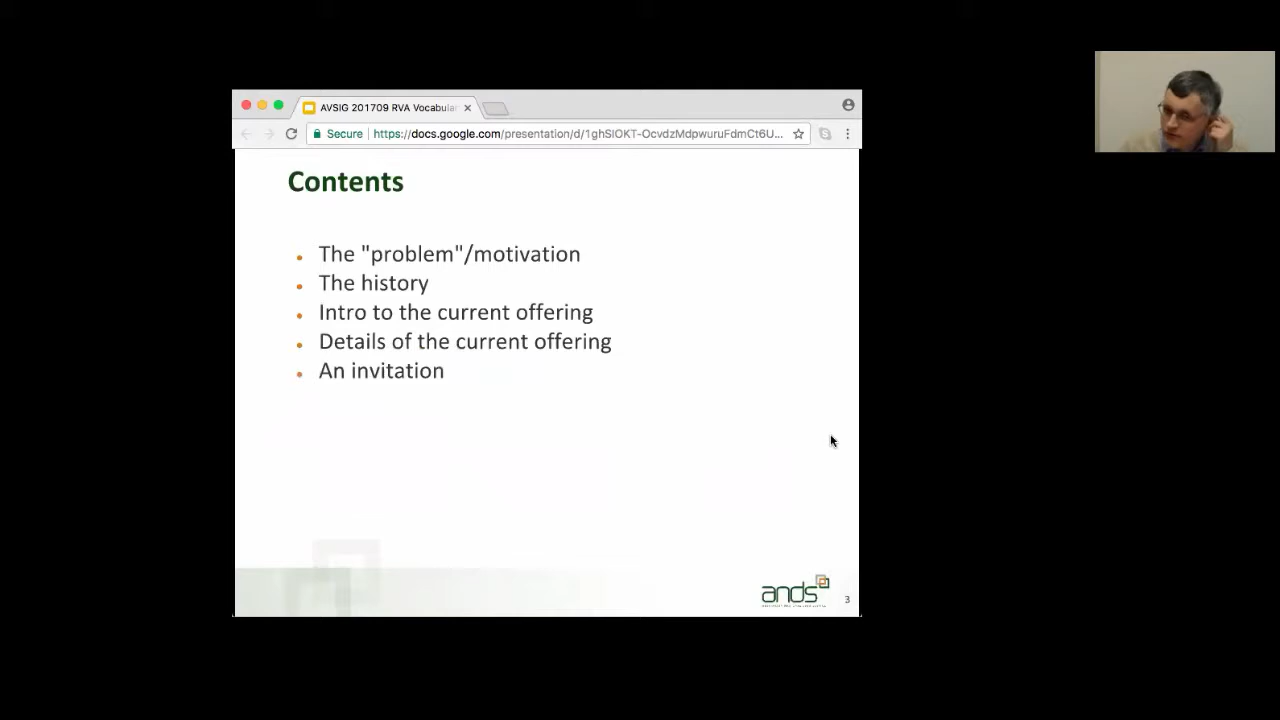 AVSIG 201709 RVA Vocabular
Secure https://docs.google.com/presentation/d/1ghSIOKT-OcvdzMdpwuruFdmCt6U...
Contents
The "problem"/motivation
The history
Intro to the current offering
Details of the current offering
An invitation
ands
3